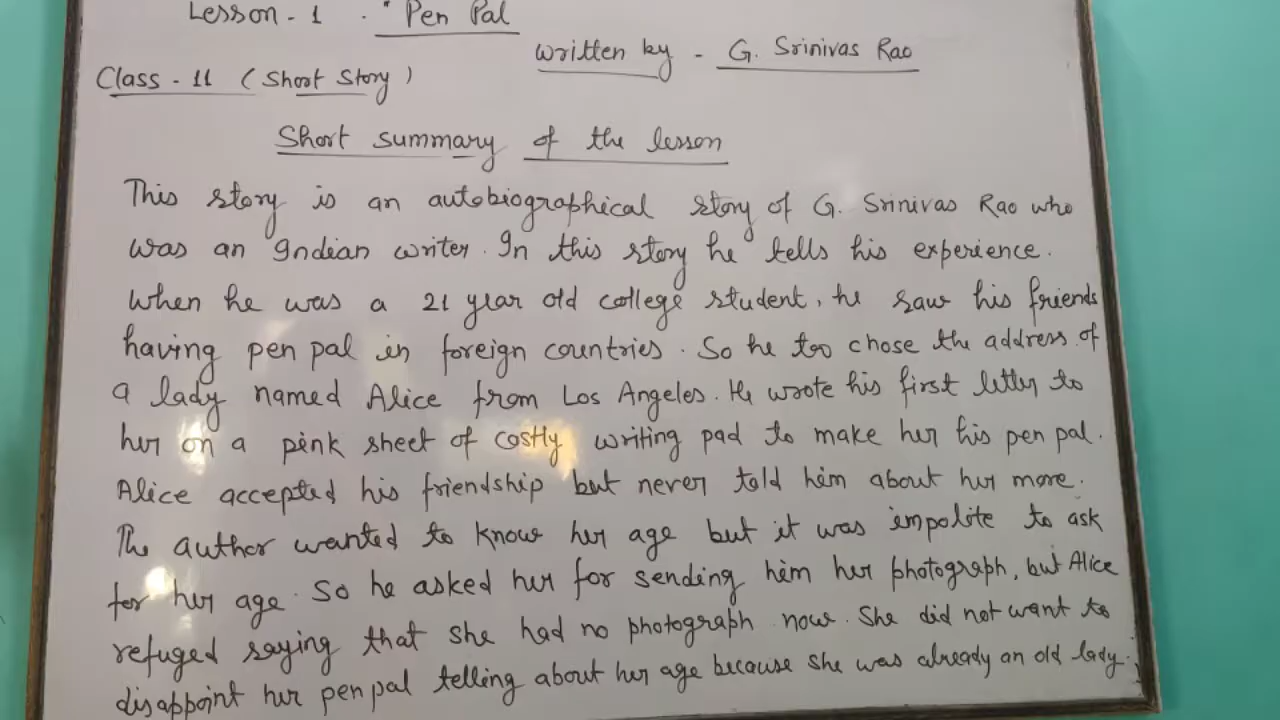 Lesson - 1 . "Pen Pal
Written by - G. Srinivas Rao
Class - 11 (Short Story)
Short summary of the lesson
This story is an autobiographical story of G. Srinivas Rao who
was an Indian writer. In this story he tells his experience.
When he was a 21 year old college student, he saw his friends
having pen pal in foreign countries. So he too chose the address of
a lady named Alice from Los Angeles. He wrote his first letter to
her on a pink sheet of costly writing pad to make her his pen pal.
Alice accepted his friendship but never told him about her more.
The author wanted to know her age but it was impolite to ask
for her age. So he asked her for sending him her photograph, but Alice
refuged saying that she had no photograph now. She did not want to
disappoint her pen pal telling about her age because she was already an old lady.